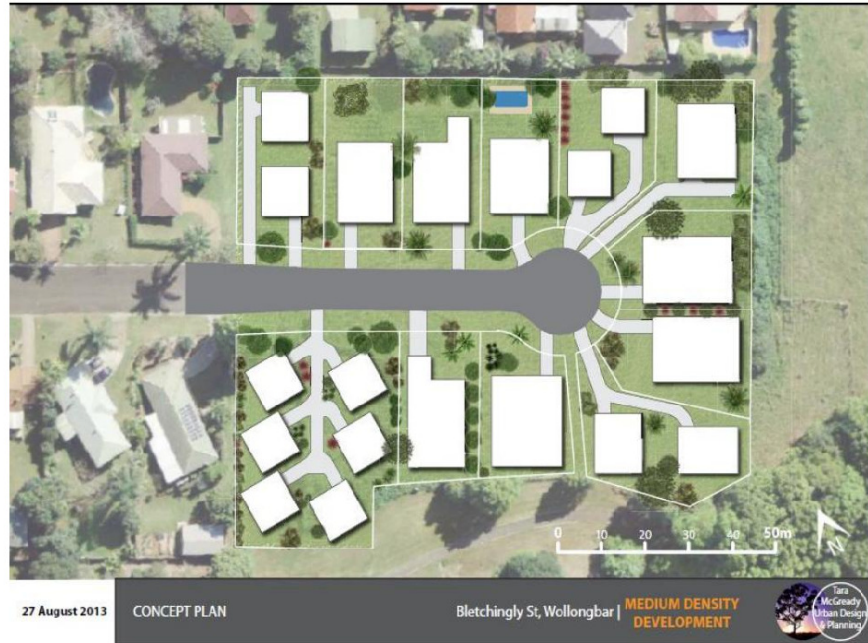 0 10 20 30 40 50m
N
27 August 2013
CONCEPT PLAN
Bletchingly St, Wollongbar |
MEDIUM DENSITY
DEVELOPMENT
Tara
McGready
Urban Design
& Planning